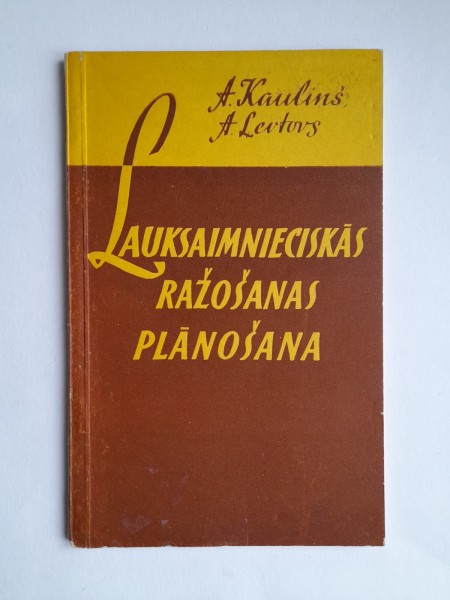 A. Kauliņš,
A. Levtovs
LAUKSAIMNIECISKĀS
RAŽOŠANAS
PLĀNOŠANA